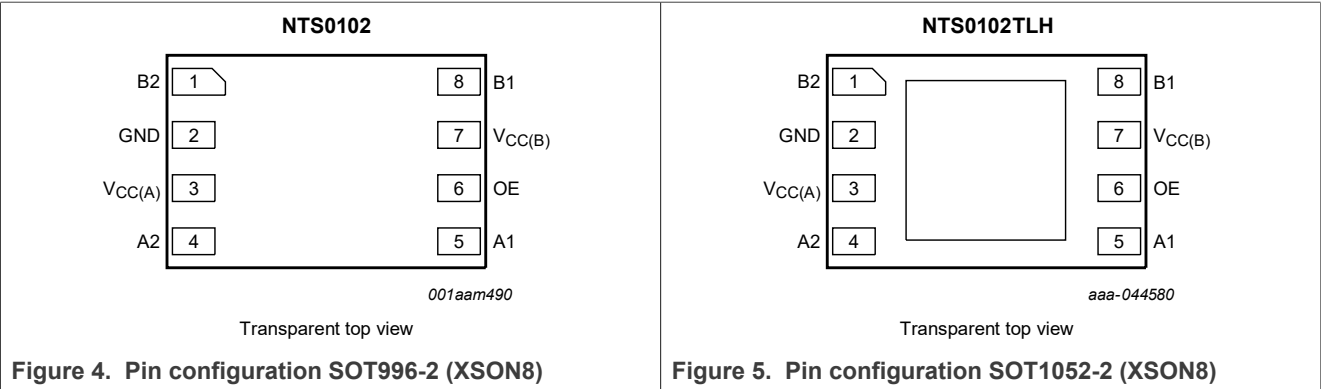 NTS0102
B2 1 8 B1
GND 2 7 VCC(B)
VCC(A) 3 6 OE
A2 4 5 A1
001aam490
Transparent top view
Figure 4. Pin configuration SOT996-2 (XSON8)
NTS0102TLH
B2 1 8 B1
GND 2 7 VCC(B)
VCC(A) 3 6 OE
A2 4 5 A1
aaa-044580
Transparent top view
Figure 5. Pin configuration SOT1052-2 (XSON8)